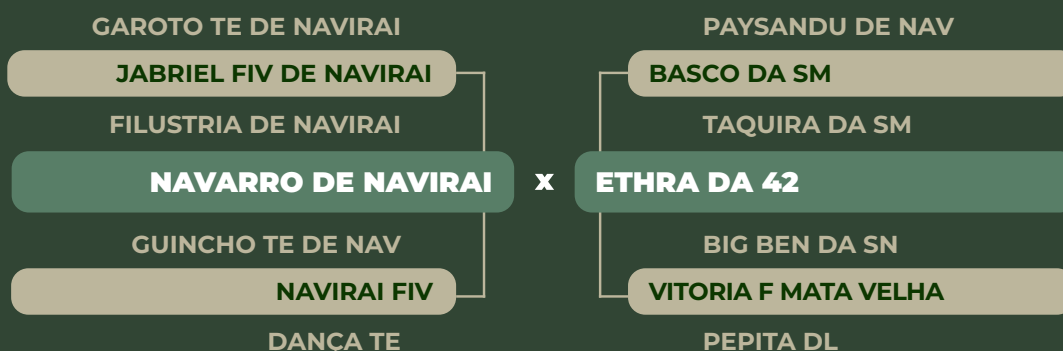 GAROTO TE DE NAVIRAI
JABRIEL FIV DE NAVIRAI
FILUSTRIA DE NAVIRAI
NAVARRO DE NAVIRAI
GUINCHO TE DE NAV
NAVIRAI FIV
DANÇA TE
x
PAYSANDU DE NAV
BASCO DA SM
TAQUIRA DA SM
ETHRA DA 42
BIG BEN DA SN
VITORIA F MATA VELHA
PEPITA DL